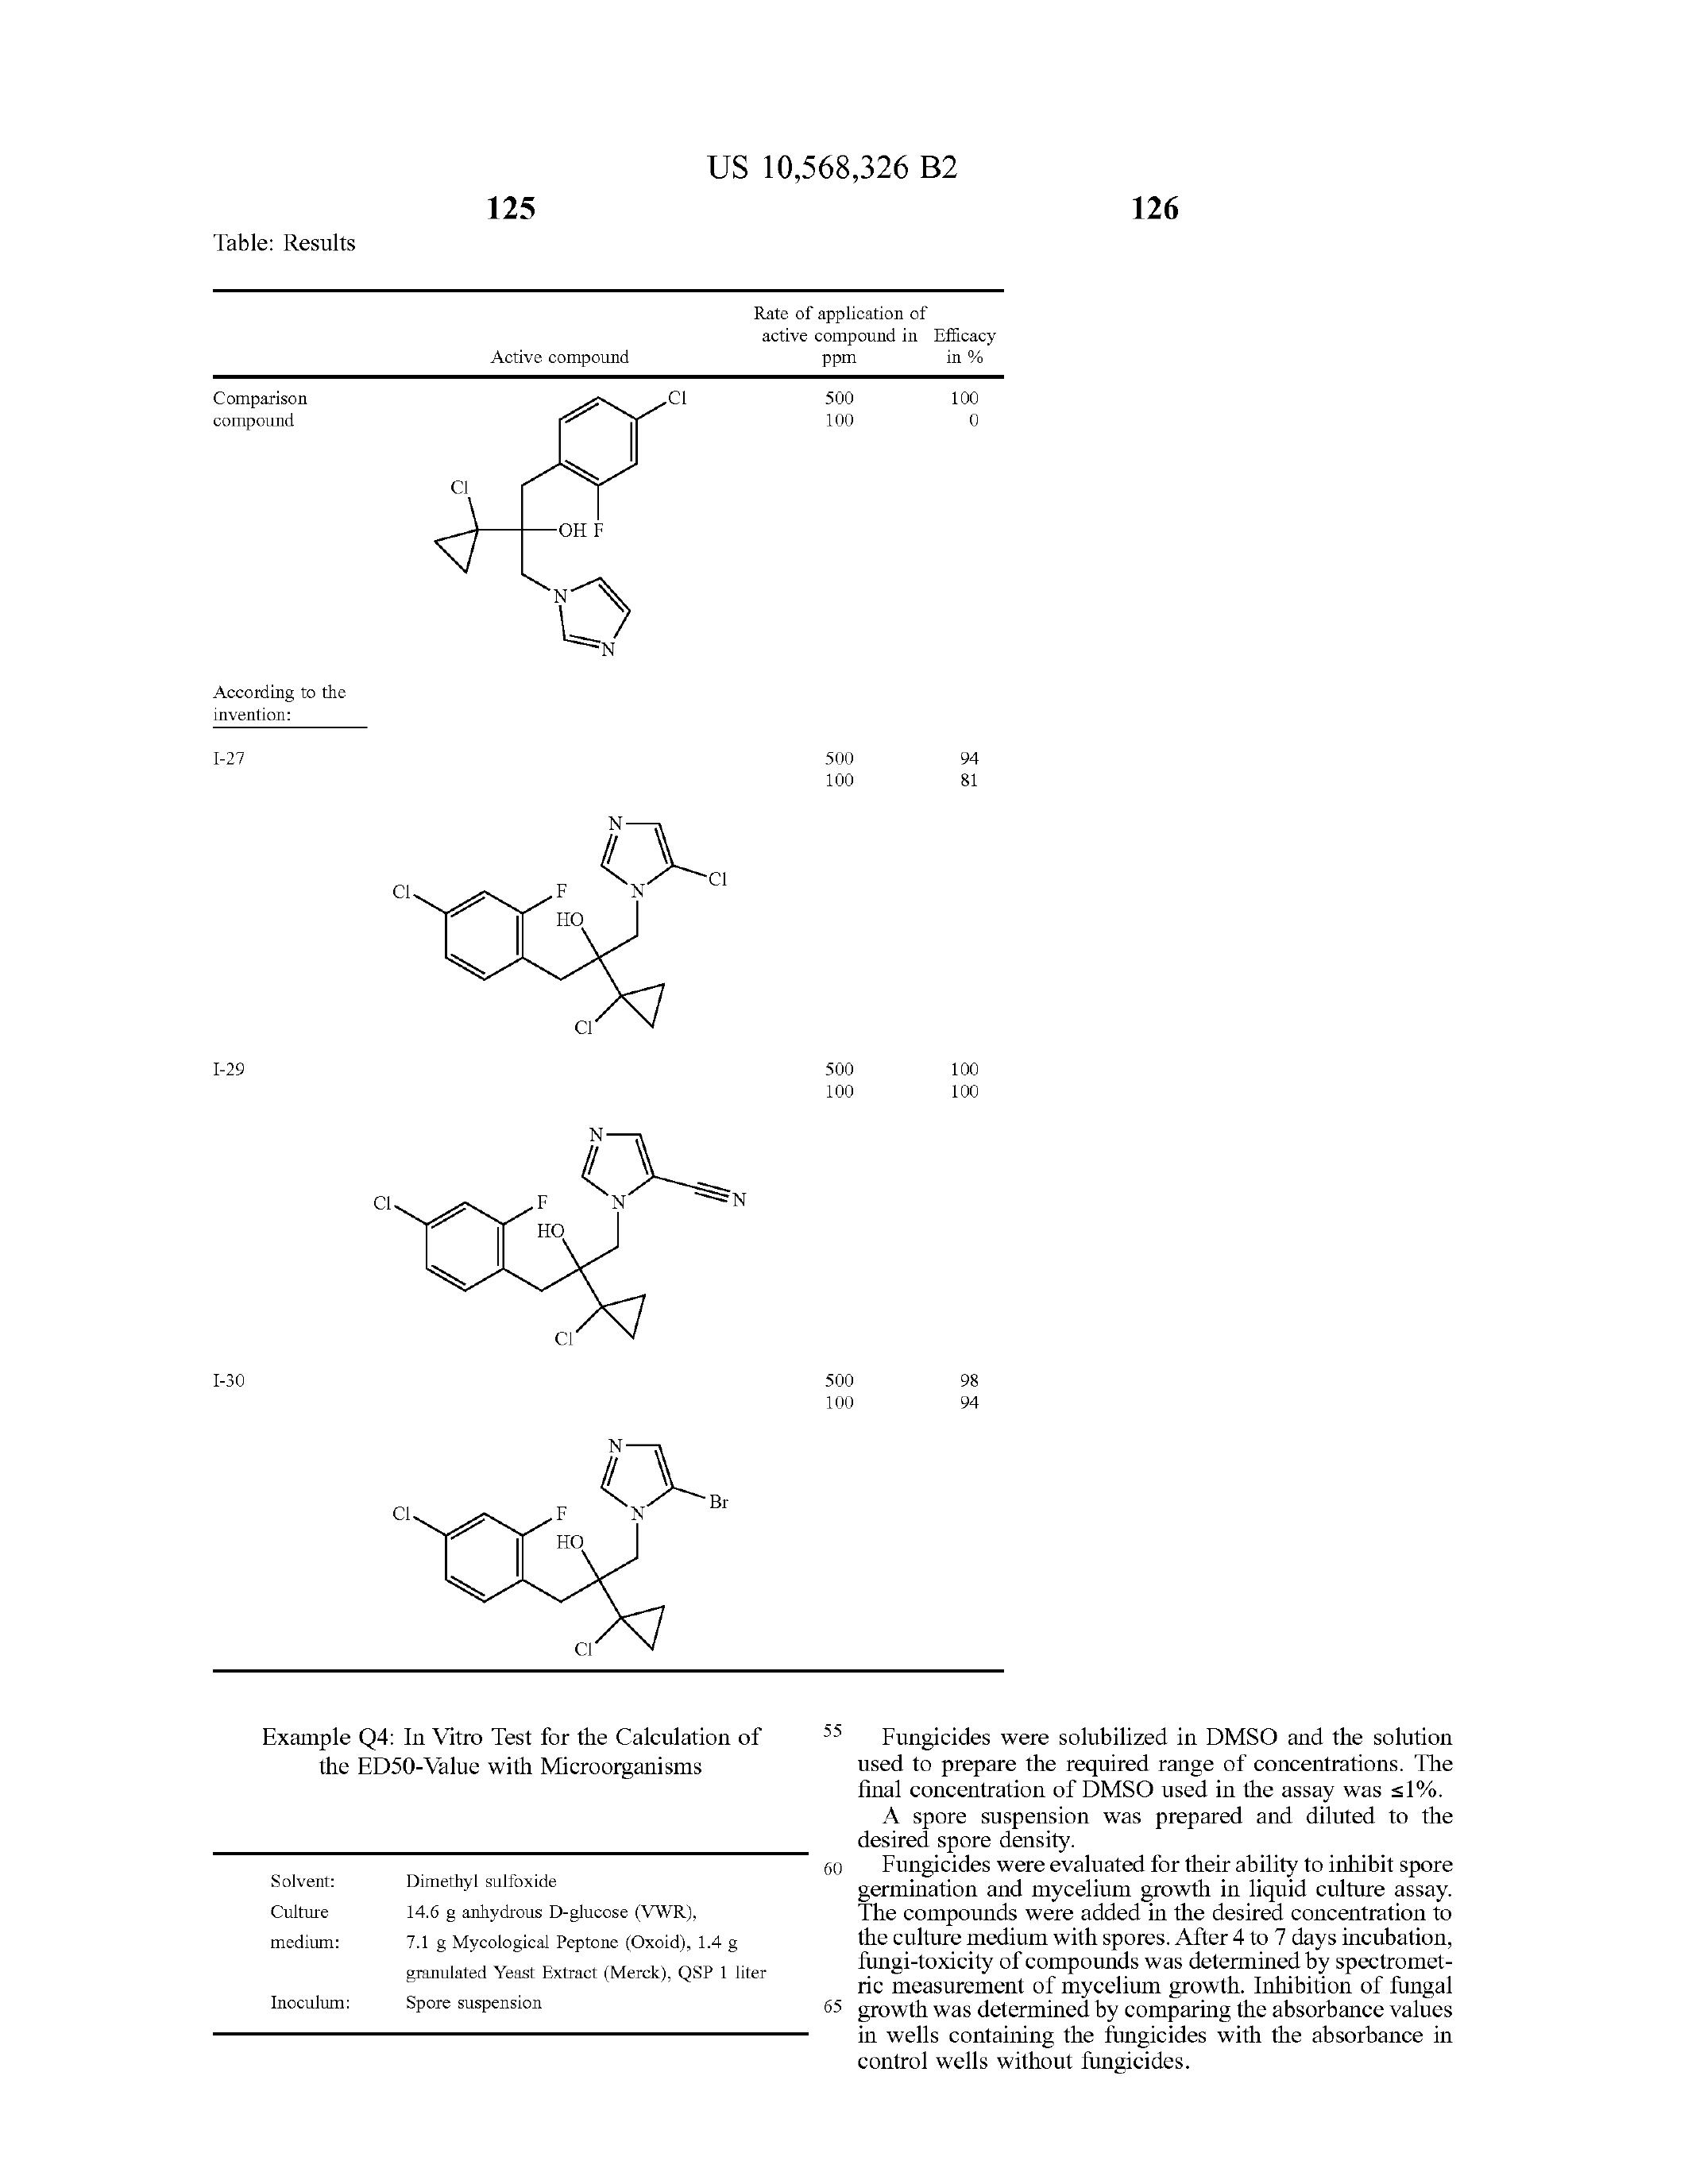 US 10,568,326 B2
125
126
Table: Results
Rate of application of
active compound in Efficacy
Active compound ppm in %
Comparison 500 100
compound 100 0
Cl
Cl
OH F
N
N
According to the
invention:
I-27 500 94
100 81
N
Cl
Cl F N
HO
Cl
I-29 500 100
100 100
N
N
Cl F N
HO
Cl
I-30 500 98
100 94
N
Br
Cl F N
HO
Cl
Example Q4: In Vitro Test for the Calculation of
the ED50-Value with Microorganisms
Solvent: Dimethyl sulfoxide
Culture 14.6 g anhydrous D-glucose (VWR),
medium: 7.1 g Mycological Peptone (Oxoid), 1.4 g
granulated Yeast Extract (Merck), QSP 1 liter
Inoculum: Spore suspension
55 Fungicides were solubilized in DMSO and the solution
used to prepare the required range of concentrations. The
final concentration of DMSO used in the assay was ≤1%.
A spore suspension was prepared and diluted to the
desired spore density.
60 Fungicides were evaluated for their ability to inhibit spore
germination and mycelium growth in liquid culture assay.
The compounds were added in the desired concentration to
the culture medium with spores. After 4 to 7 days incubation,
fungi-toxicity of compounds was determined by spectromet-
ric measurement of mycelium growth. Inhibition of fungal
65 growth was determined by comparing the absorbance values
in wells containing the fungicides with the absorbance in
control wells without fungicides.